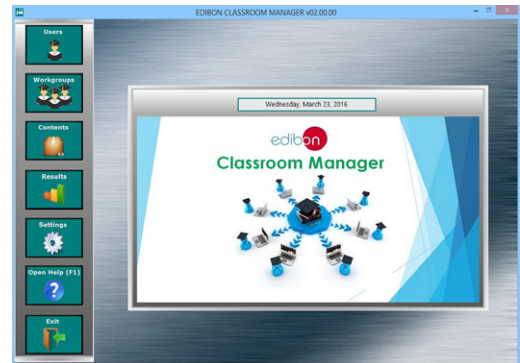 EDIBON CLASSROOM MANAGER v02.00.00
Users
Workgroups
Contents
Results
Settings
Open Help (F1)
Exit
Wednesday, March 23, 2016
edibon
Classroom Manager